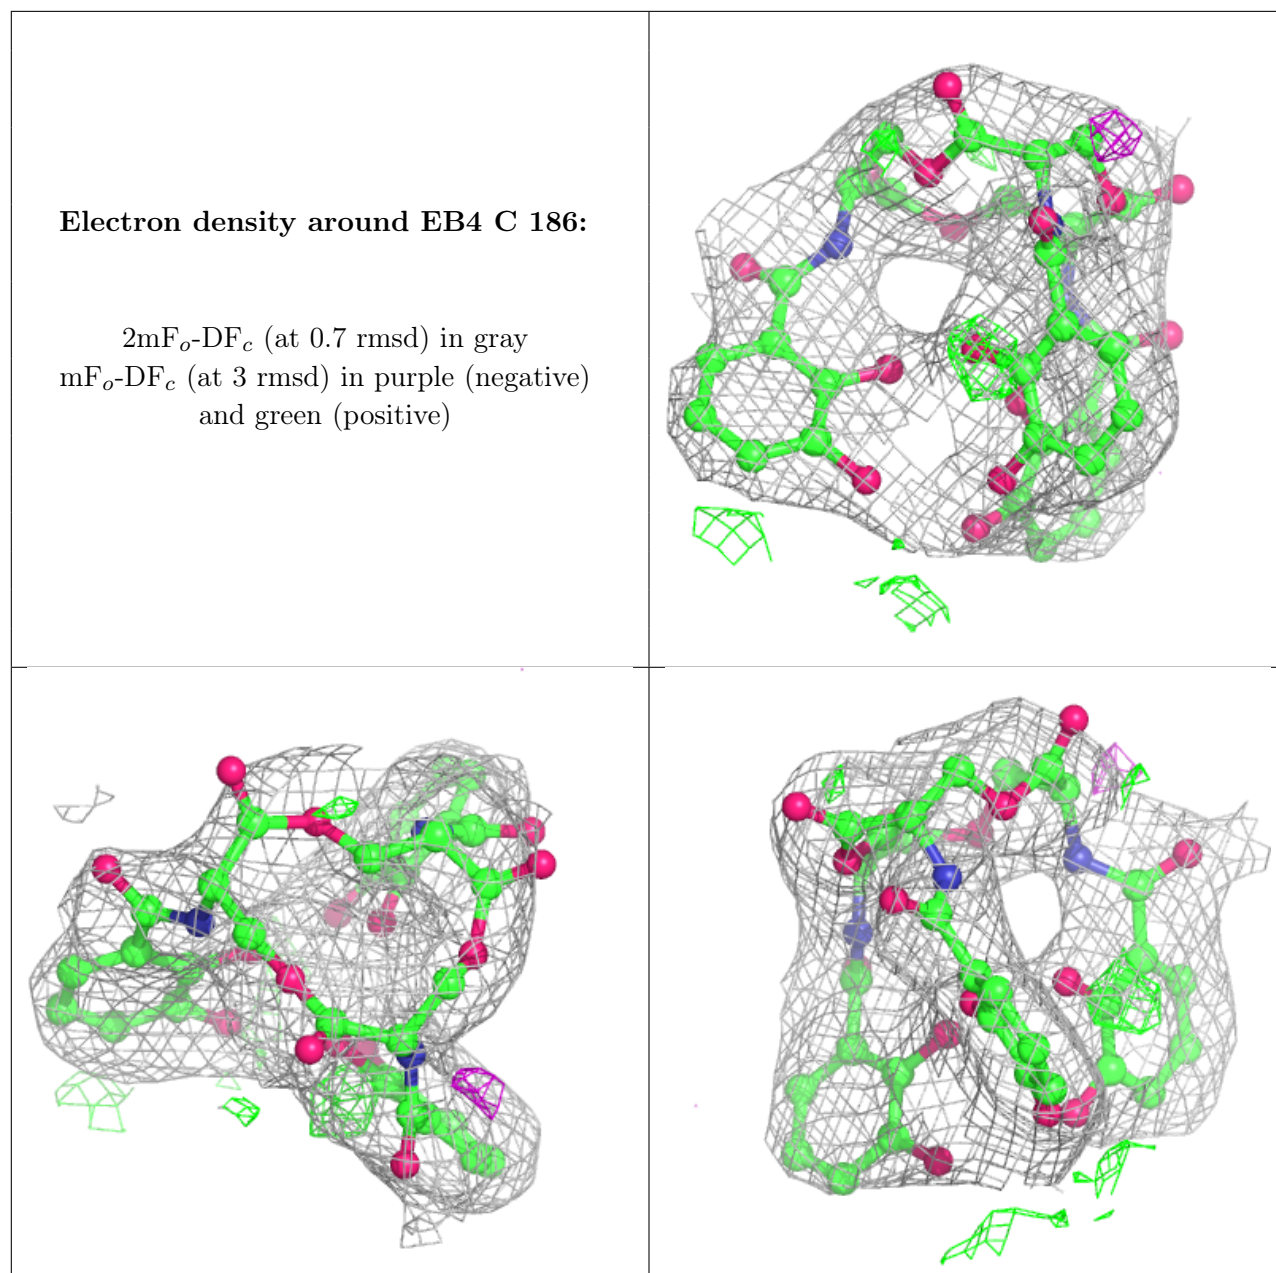 Electron density around EB4 C 186:
2mFo-DFc (at 0.7 rmsd) in gray
mFo-DFc (at 3 rmsd) in purple (negative)
and green (positive)